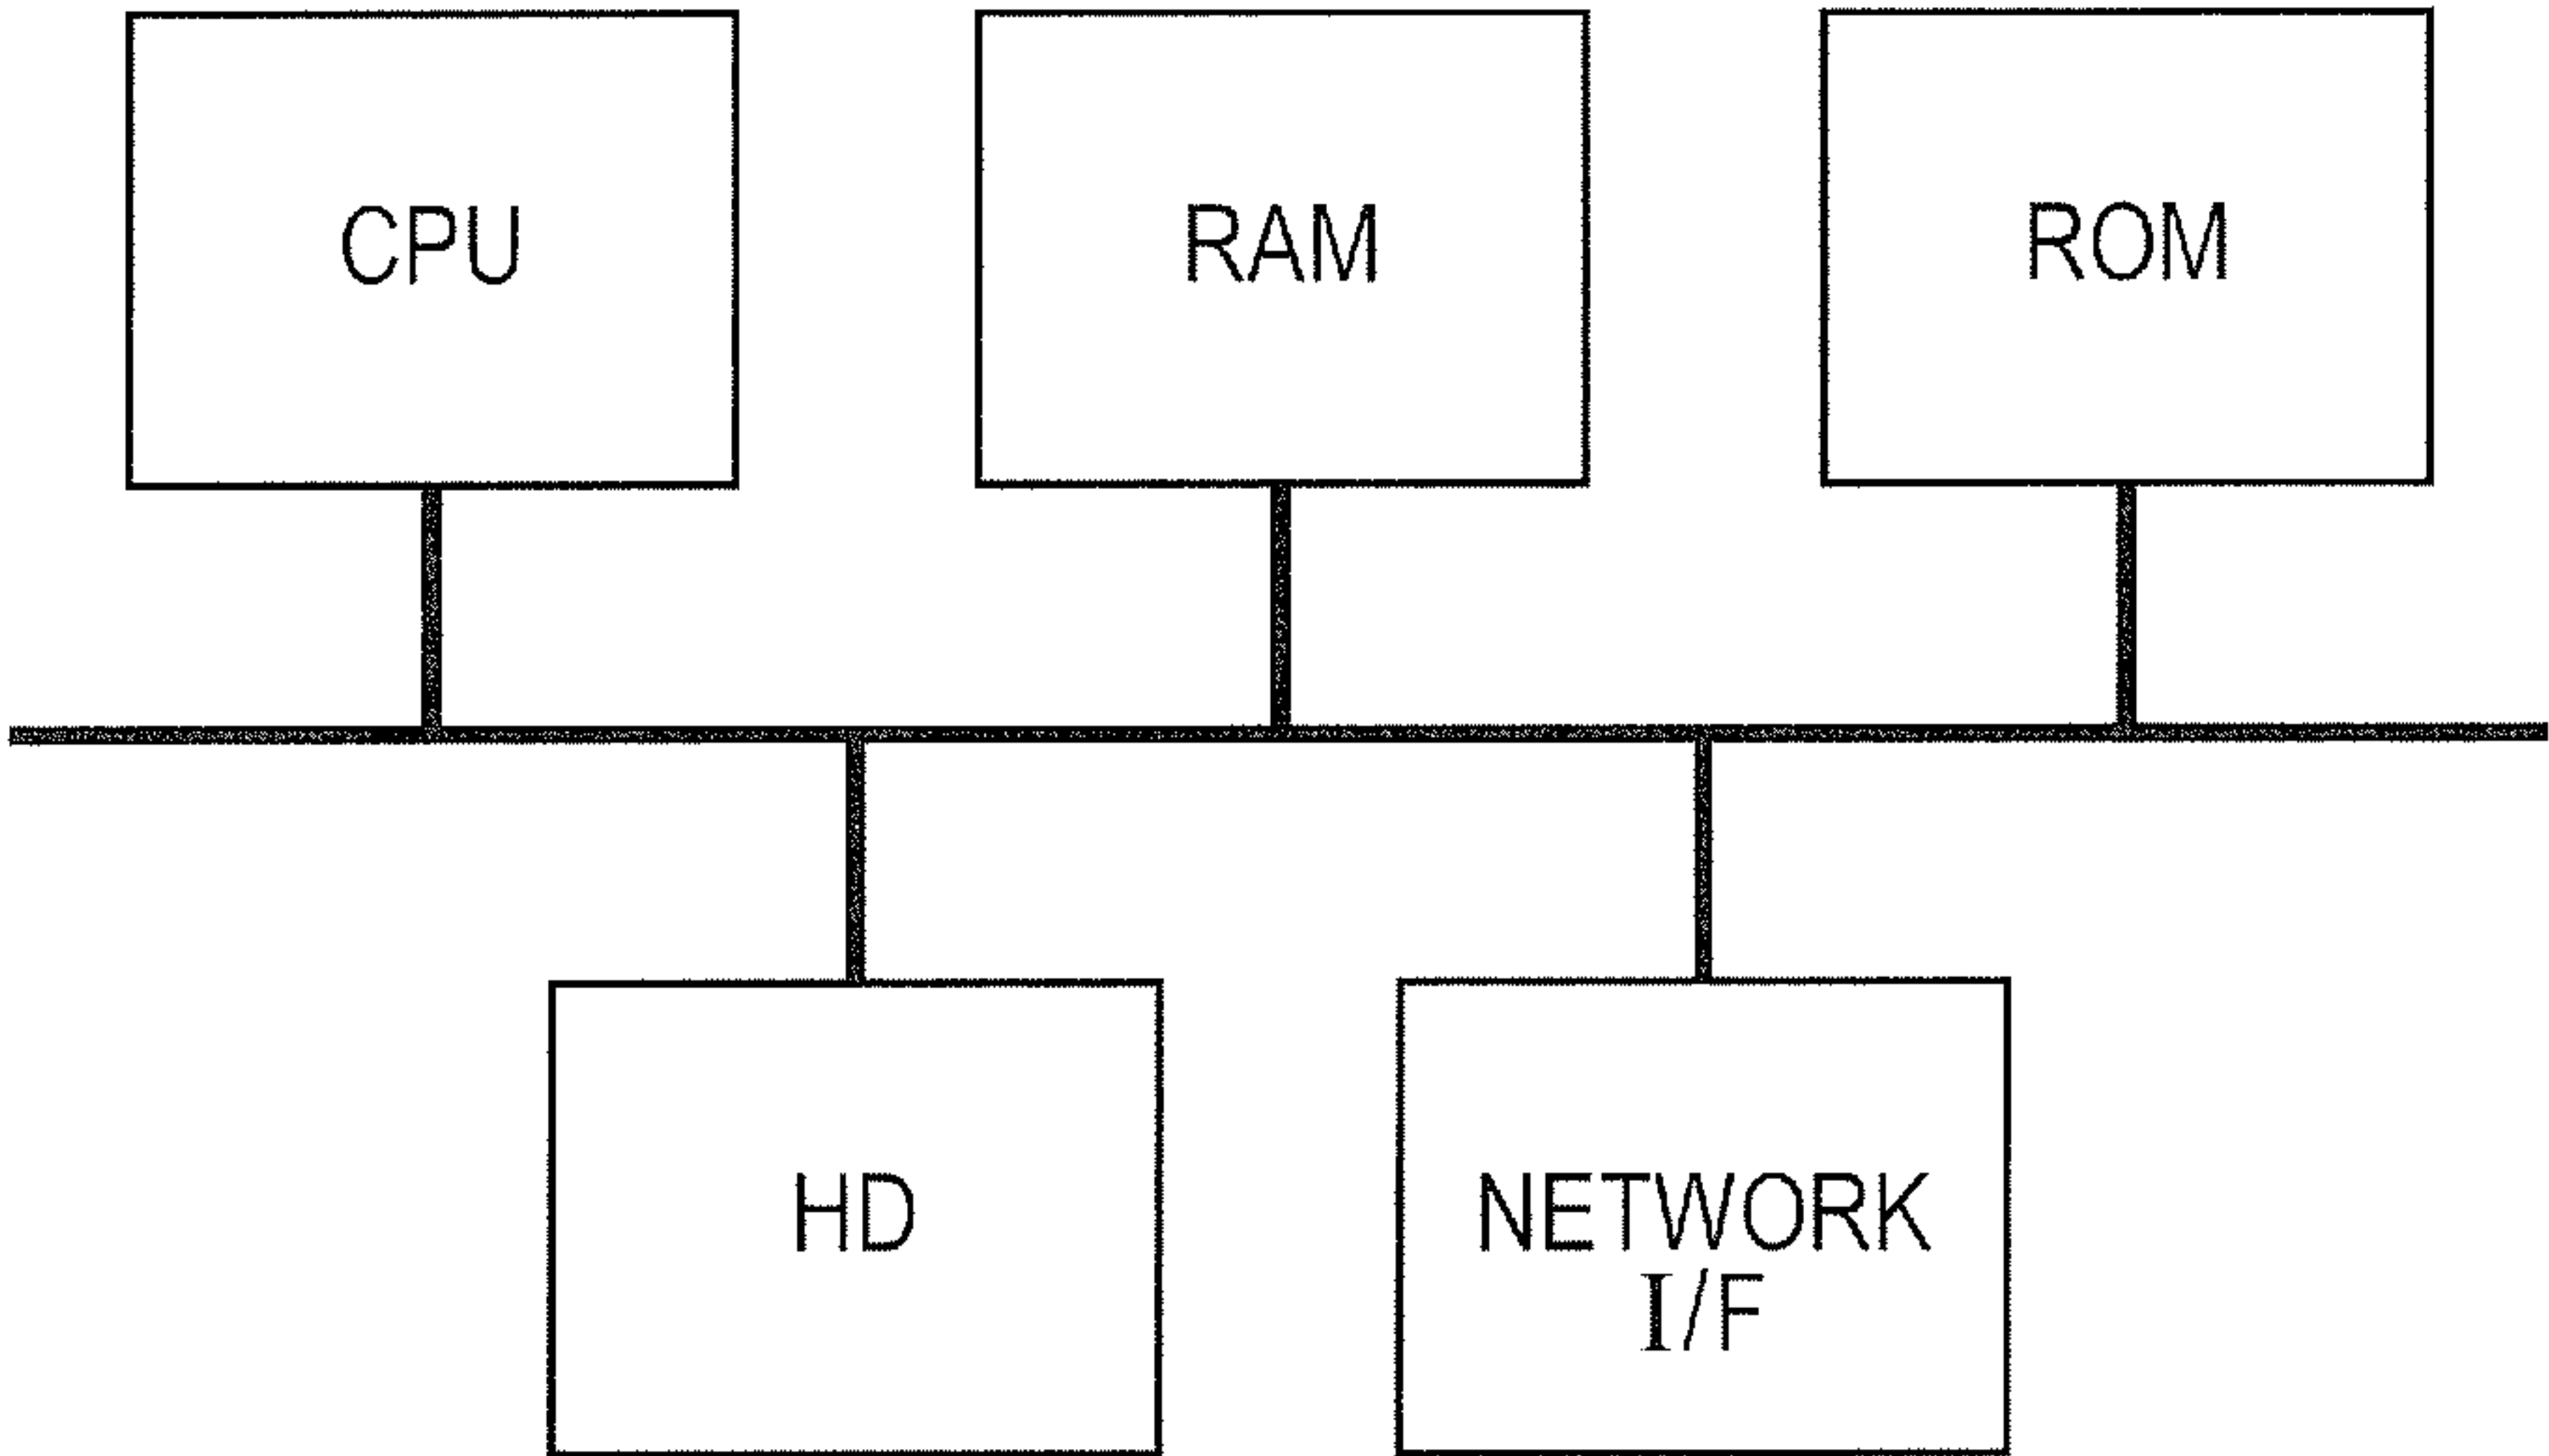 CPU
RAM
ROM
HD
NETWORK
I/F